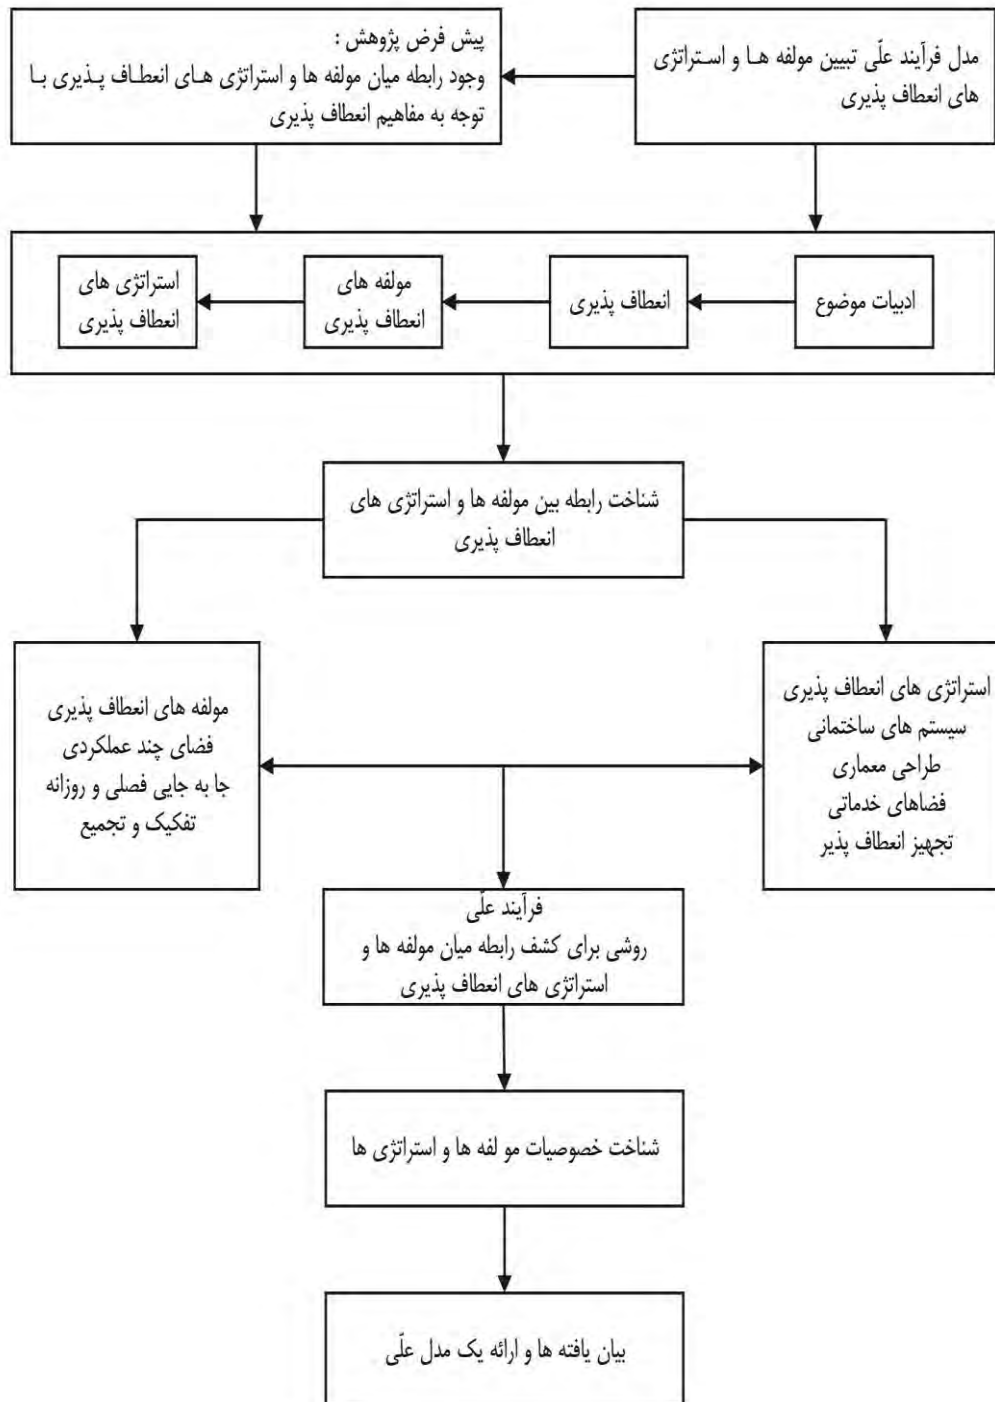 مدل فرآیند علّی تبیین مولفه ها و استراتژی
های انعطاف پذیری
پیش فرض پژوهش :
وجود رابطه میان مولفه ها و استراتژی های انعطاف پذیری با
توجه به مفاهیم انعطاف پذیری
ادبیات موضوع
انعطاف پذیری
مولفه های
انعطاف پذیری
استراتژی های
انعطاف پذیری
شناخت رابطه بین مولفه ها و استراتژی های
انعطاف پذیری
استراتژی های انعطاف پذیری
سیستم های ساختمانی
طراحی معماری
فضاهای خدماتی
تجهیز انعطاف پذیر
مولفه های انعطاف پذیری
فضای چند عملکردی
جا به جایی فصلی و روزانه
تفکیک و تجمیع
فرآیند علّی
روشی برای کشف رابطه میان مولفه ها و
استراتژی های انعطاف پذیری
شناخت خصوصیات مو لفه ها و استراتژی ها
بیان یافته ها و ارائه یک مدل علّی